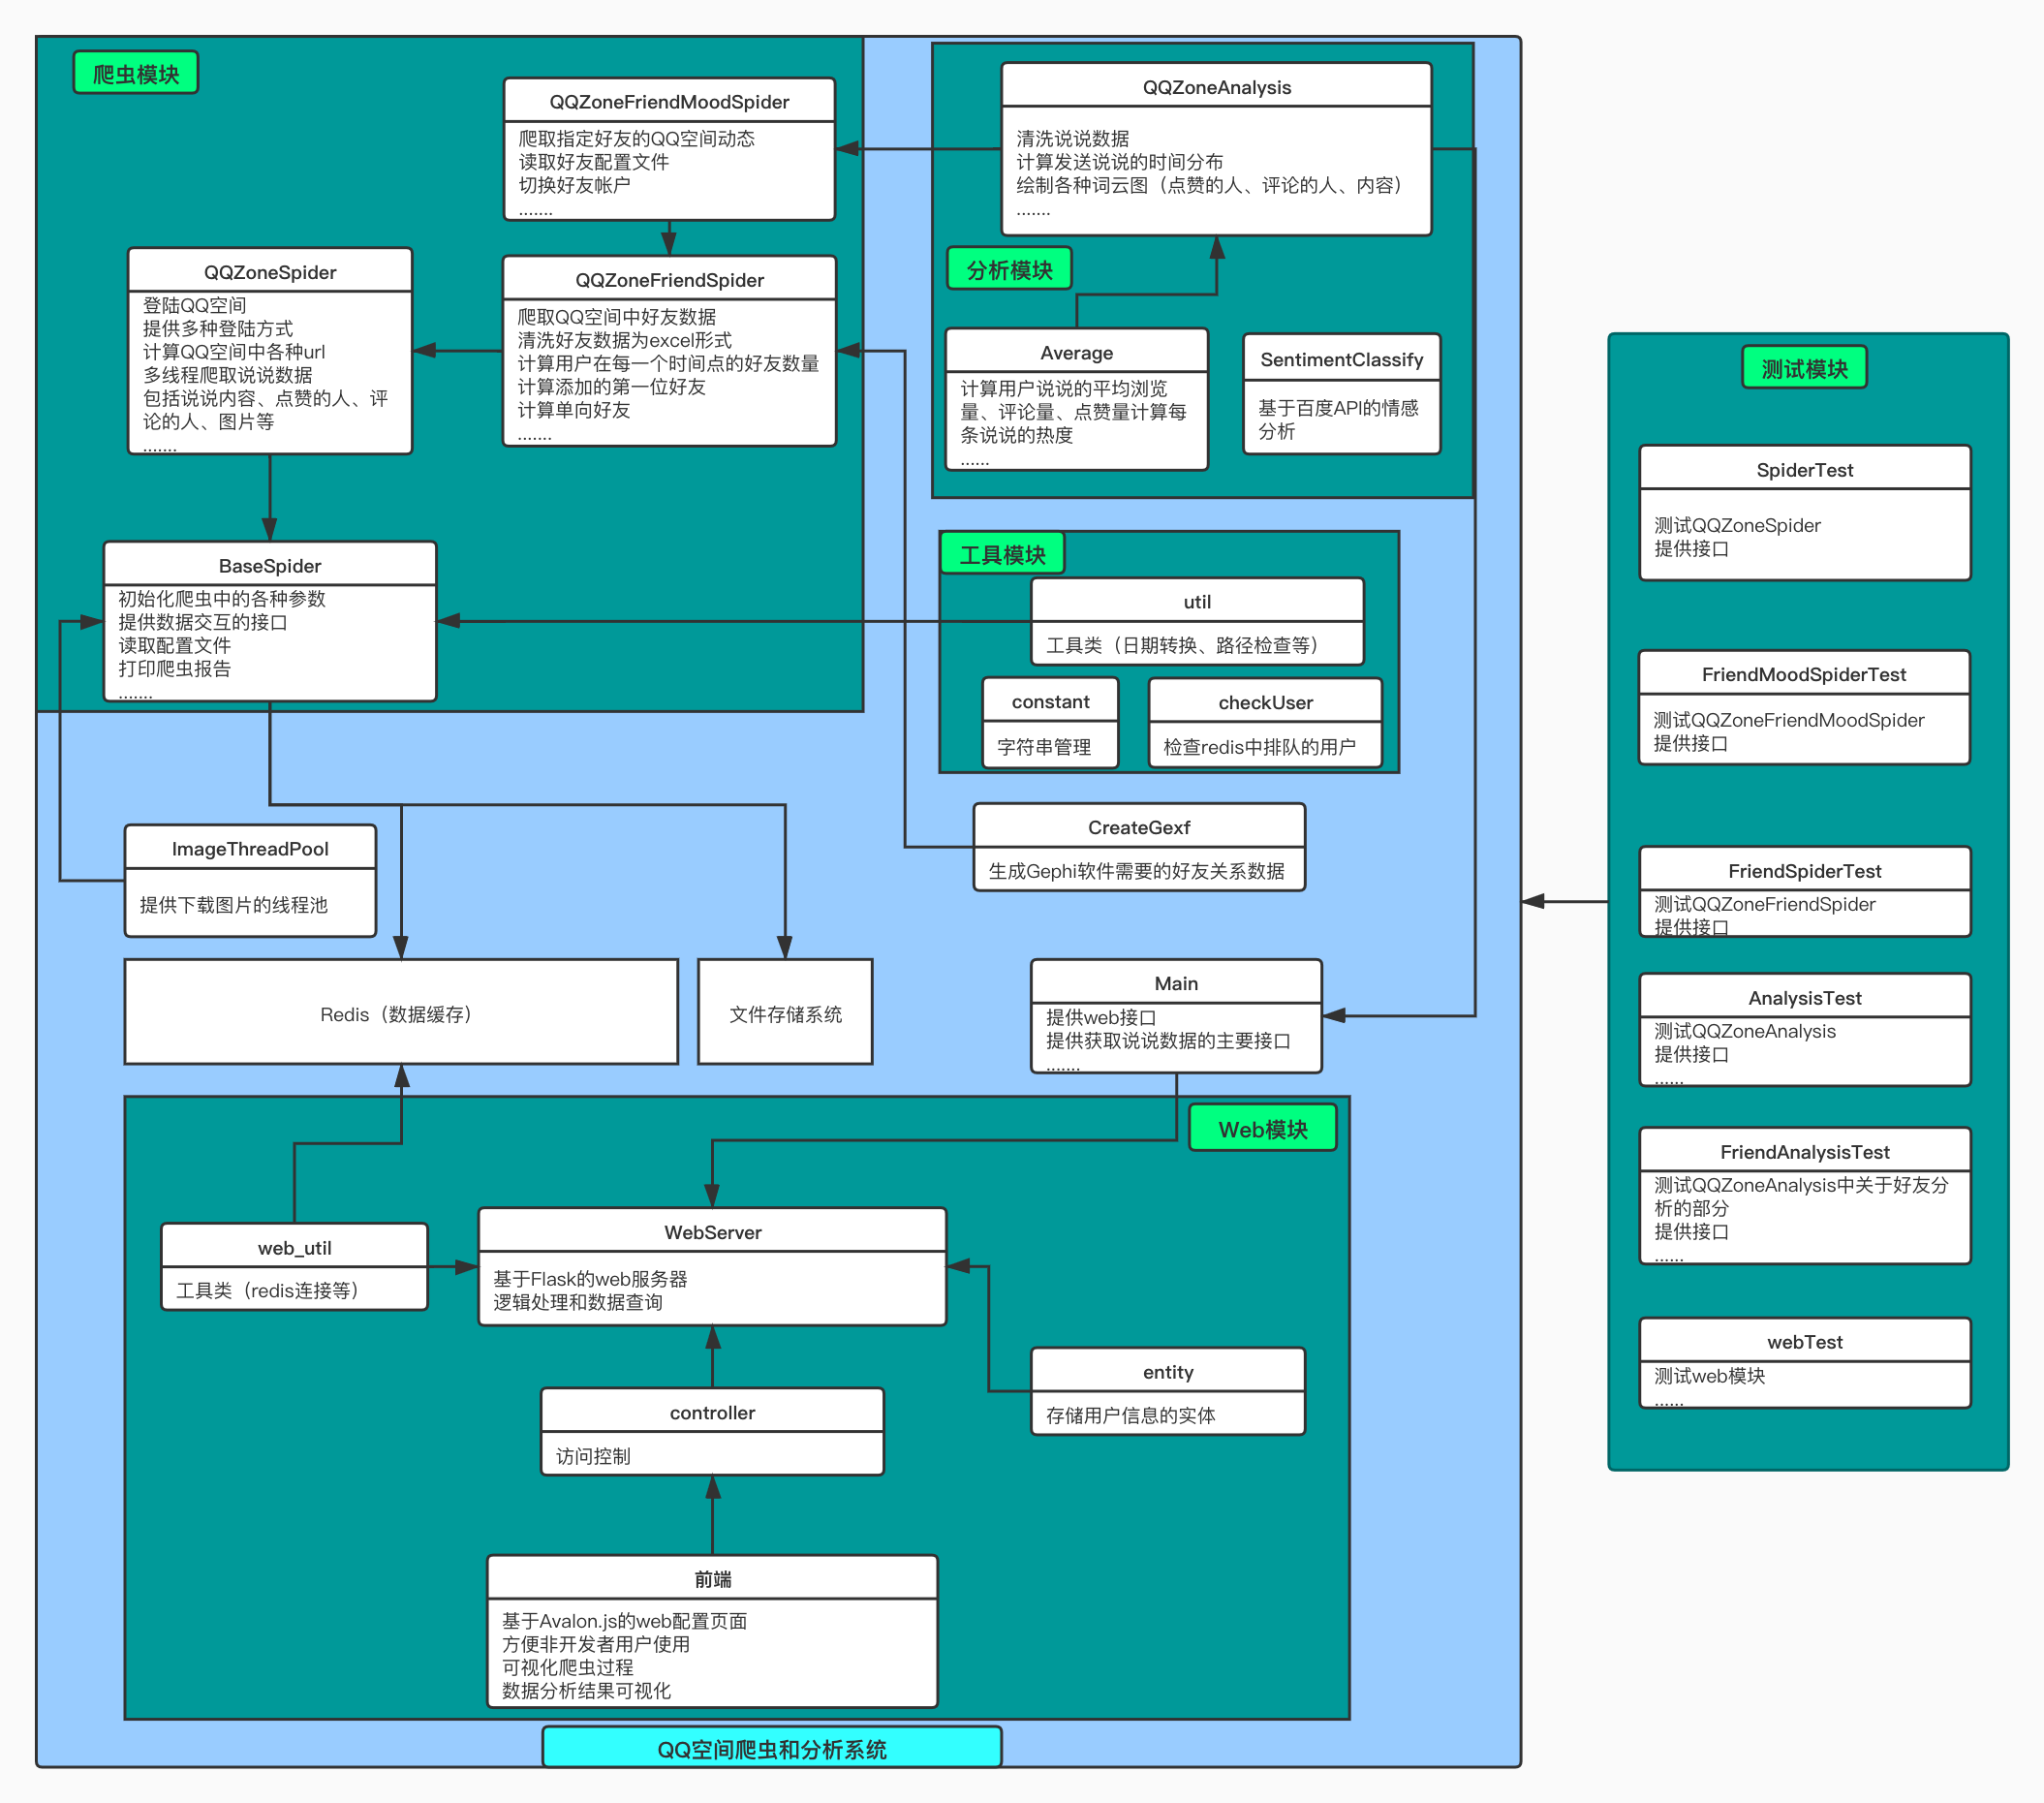 爬虫模块
QQZoneFriendMoodSpider
爬取指定好友的QQ空间动态
读取好友配置文件
切换好友帐户
.......
QQZoneSpider
登陆QQ空间
提供多种登陆方式
计算QQ空间中各种url
多线程爬取说说数据
包括说说内容、点赞的人、评
论的人、图片等
.......
QQZoneFriendSpider
爬取QQ空间中好友数据
清洗好友数据为excel形式
计算用户在每一个时间点的好友数量
计算添加的第一位好友
计算单向好友
.......
BaseSpider
初始化爬虫中的各种参数
提供数据交互的接口
读取配置文件
打印爬虫报告
.......
QQZoneAnalysis
清洗说说数据
计算发送说说的时间分布
绘制各种词云图（点赞的人、评论的人、内容）
.......
分析模块
Average
计算用户说说的平均浏览
量、评论量、点赞量计算每
条说说的热度
......
SentimentClassify
基于百度API的情感
分析
工具模块
util
工具类（日期转换、路径检查等）
constant
字符串管理
checkUser
检查redis中排队的用户
CreateGexf
生成Gephi软件需要的好友关系数据
ImageThreadPool
提供下载图片的线程池
Redis（数据缓存）
文件存储系统
Main
提供web接口
提供获取说说数据的主要接口
.......
Web模块
web_util
工具类（redis连接等）
WebServer
基于Flask的web服务器
逻辑处理和数据查询
entity
存储用户信息的实体
controller
访问控制
前端
基于Avalon.js的web配置页面
方便非开发者用户使用
可视化爬虫过程
数据分析结果可视化
QQ空间爬虫和分析系统
测试模块
SpiderTest
测试QQZoneSpider
提供接口
FriendMoodSpiderTest
测试QQZoneFriendMoodSpider
提供接口
FriendSpiderTest
测试QQZoneFriendSpider
提供接口
AnalysisTest
测试QQZoneAnalysis
提供接口
......
FriendAnalysisTest
测试QQZoneAnalysis中关于好友分
析的部分
提供接口
......
webTest
测试web模块
......